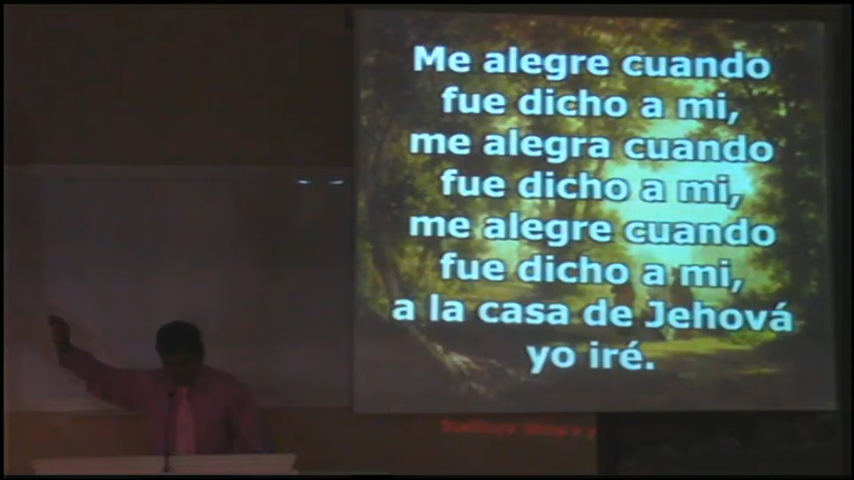 Me alegre cuando
fue dicho a mi,
me alegra cuando
fue dicho a mi,
me alegre cuando
fue dicho a mi,
a la casa de Jehová
yo iré.